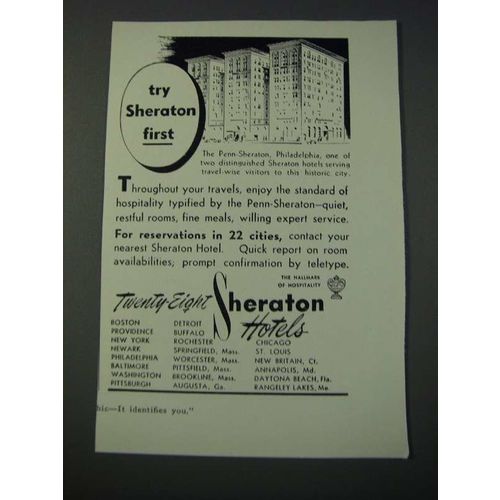 try
Sheraton
first
The Penn-Sheraton, Philadelphia, one of
two distinguished Sheraton hotels serving
travel-wise visitors to this historic city.
Throughout your travels, enjoy the standard of
hospitality typified by the Penn-Sheraton—quiet,
restful rooms, fine meals, willing expert service.
For reservations in 22 cities, contact your
nearest Sheraton Hotel. Quick report on room
availabilities; prompt confirmation by teletype.
THE HALLMARK
OF HOSPITALITY
Twenty-Eight Sheraton
Hotels
BOSTON DETROIT
PROVIDENCE BUFFALO
NEW YORK ROCHESTER CHICAGO
NEWARK SPRINGFIELD, Mass. ST. LOUIS
PHILADELPHIA WORCESTER, Mass. NEW BRITAIN, Ct.
BALTIMORE PITTSFIELD, Mass. ANNAPOLIS, Md.
WASHINGTON BROOKLINE, Mass. DAYTONA BEACH, Fla.
PITTSBURGH AUGUSTA, Ga. RANGELEY LAKES, Me.
hic—It identifies you."